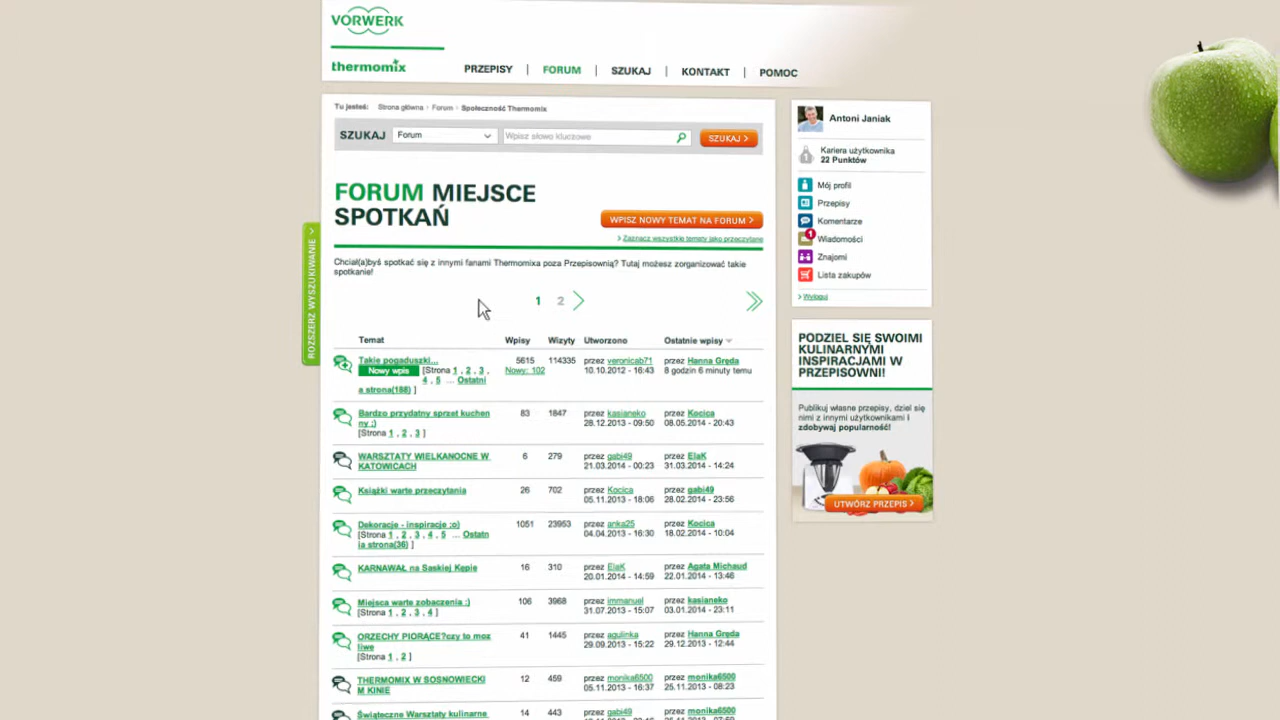 VORWERK
thermomix
PRZEPISY | FORUM | SZUKAJ | KONTAKT | POMOC
Tu jesteś: Strona główna › Forum › Społeczność Thermomix
SZUKAJ Forum Wpisz słowo kluczowe SZUKAJ >
FORUM MIEJSCE
SPOTKAŃ
WPISZ NOWY TEMAT NA FORUM >
> Zaznacz wszystkie tematy jako przeczytane
Chciał(a)byś spotkać się z innymi fanami Thermomixa poza Przepisownią? Tutaj możesz zorganizować takie
spotkanie!
1 2
Temat Wpisy Wizyty Utworzono Ostatnie wpisy
Takie pogaduszki... 5615 114335 przez veronicab71 przez Hanna Gręda
Nowy wpis [Strona 1 , 2 , 3 , Nowy: 102 10.10.2012 - 16:43 8 godzin 6 minuty temu
4 , 5 ... Ostatni
a strona(188) ]
Bardzo przydatny sprzęt kuchen 83 1847 przez kasianeko przez Kocica
ny ;) 28.12.2013 - 09:50 08.05.2014 - 20:43
[Strona 1 , 2 , 3 ]
WARSZTATY WIELKANOCNE W 6 279 przez gabi49 przez ElaK
KATOWICACH 21.03.2014 - 00:23 31.03.2014 - 14:24
Książki warte przeczytania 26 702 przez Kocica przez gabi49
05.11.2013 - 18:06 28.02.2014 - 23:56
Dekoracje - inspiracje ;o) 1051 23953 przez anka25 przez Kocica
[Strona 1 , 2 , 3 , 4 , 5 ... Ostatn 04.04.2013 - 16:30 18.02.2014 - 10:04
ia strona(36) ]
KARNAWAŁ na Saskiej Kępie 16 310 przez ElaK przez Agata Michaud
20.01.2014 - 14:59 22.01.2014 - 13:46
Miejsca warte zobaczenia :) 106 3968 przez immanuel przez kasianeko
[Strona 1 , 2 , 3 , 4 ] 31.07.2013 - 15:07 03.01.2014 - 23:11
ORZECHY PIORĄCE?czy to moż 41 1445 przez agulinka przez Hanna Gręda
liwe 29.09.2013 - 15:22 29.12.2013 - 12:44
[Strona 1 , 2 ]
THERMOMIX W SOSNOWIECKI 12 459 przez monika6500 przez monika6500
M KINIE 05.11.2013 - 16:37 25.11.2013 - 08:23
Świąteczne Warsztaty kulinarne 14 443 przez gabi49 przez monika6500
ROZSZERZ WYSZUKIWANIE >
Antoni Janiak
1 Kariera użytkownika
22 Punktów
Mój profil
Przepisy
Komentarze
1 Wiadomości
Znajomi
Lista zakupów
> Wyloguj
PODZIEL SIĘ SWOIMI
KULINARNYMI
INSPIRACJAMI W
PRZEPISOWNI!
Publikuj własne przepisy, dziel się
nimi z innymi użytkownikami i
zdobywaj popularność!
UTWÓRZ PRZEPIS >